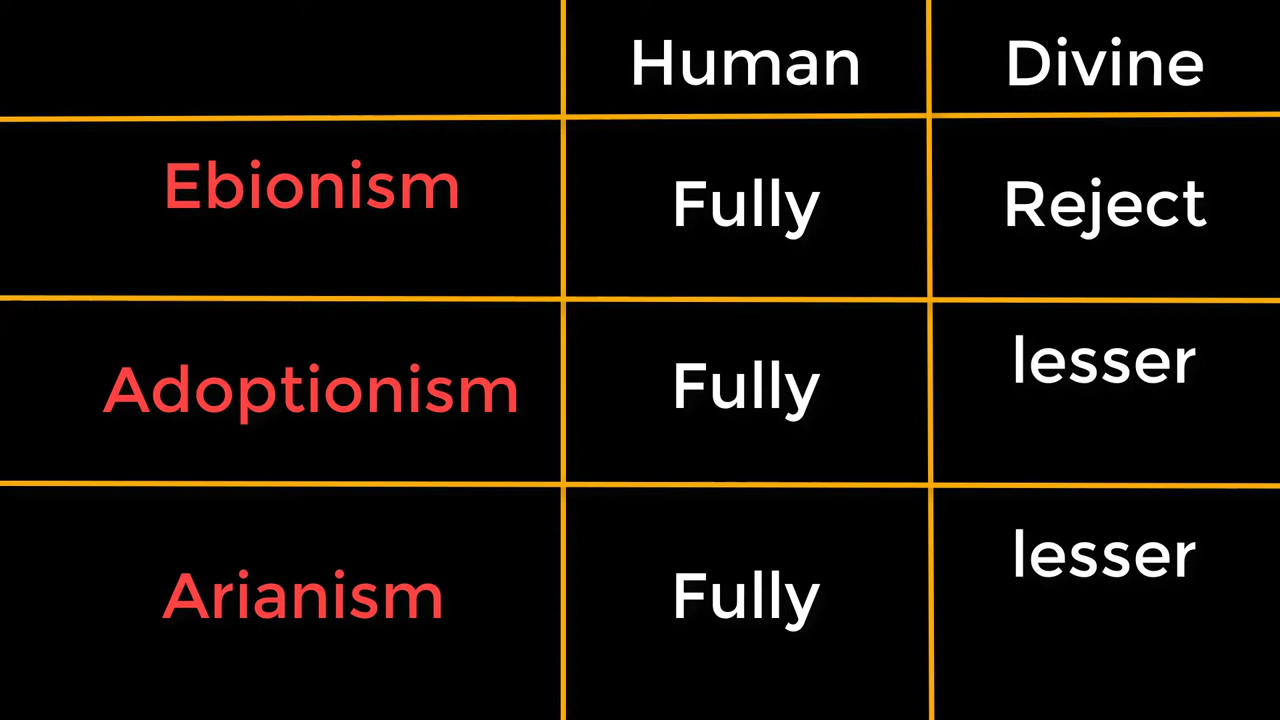 Human Divine
Ebionism Fully Reject
Adoptionism Fully lesser
Arianism Fully lesser